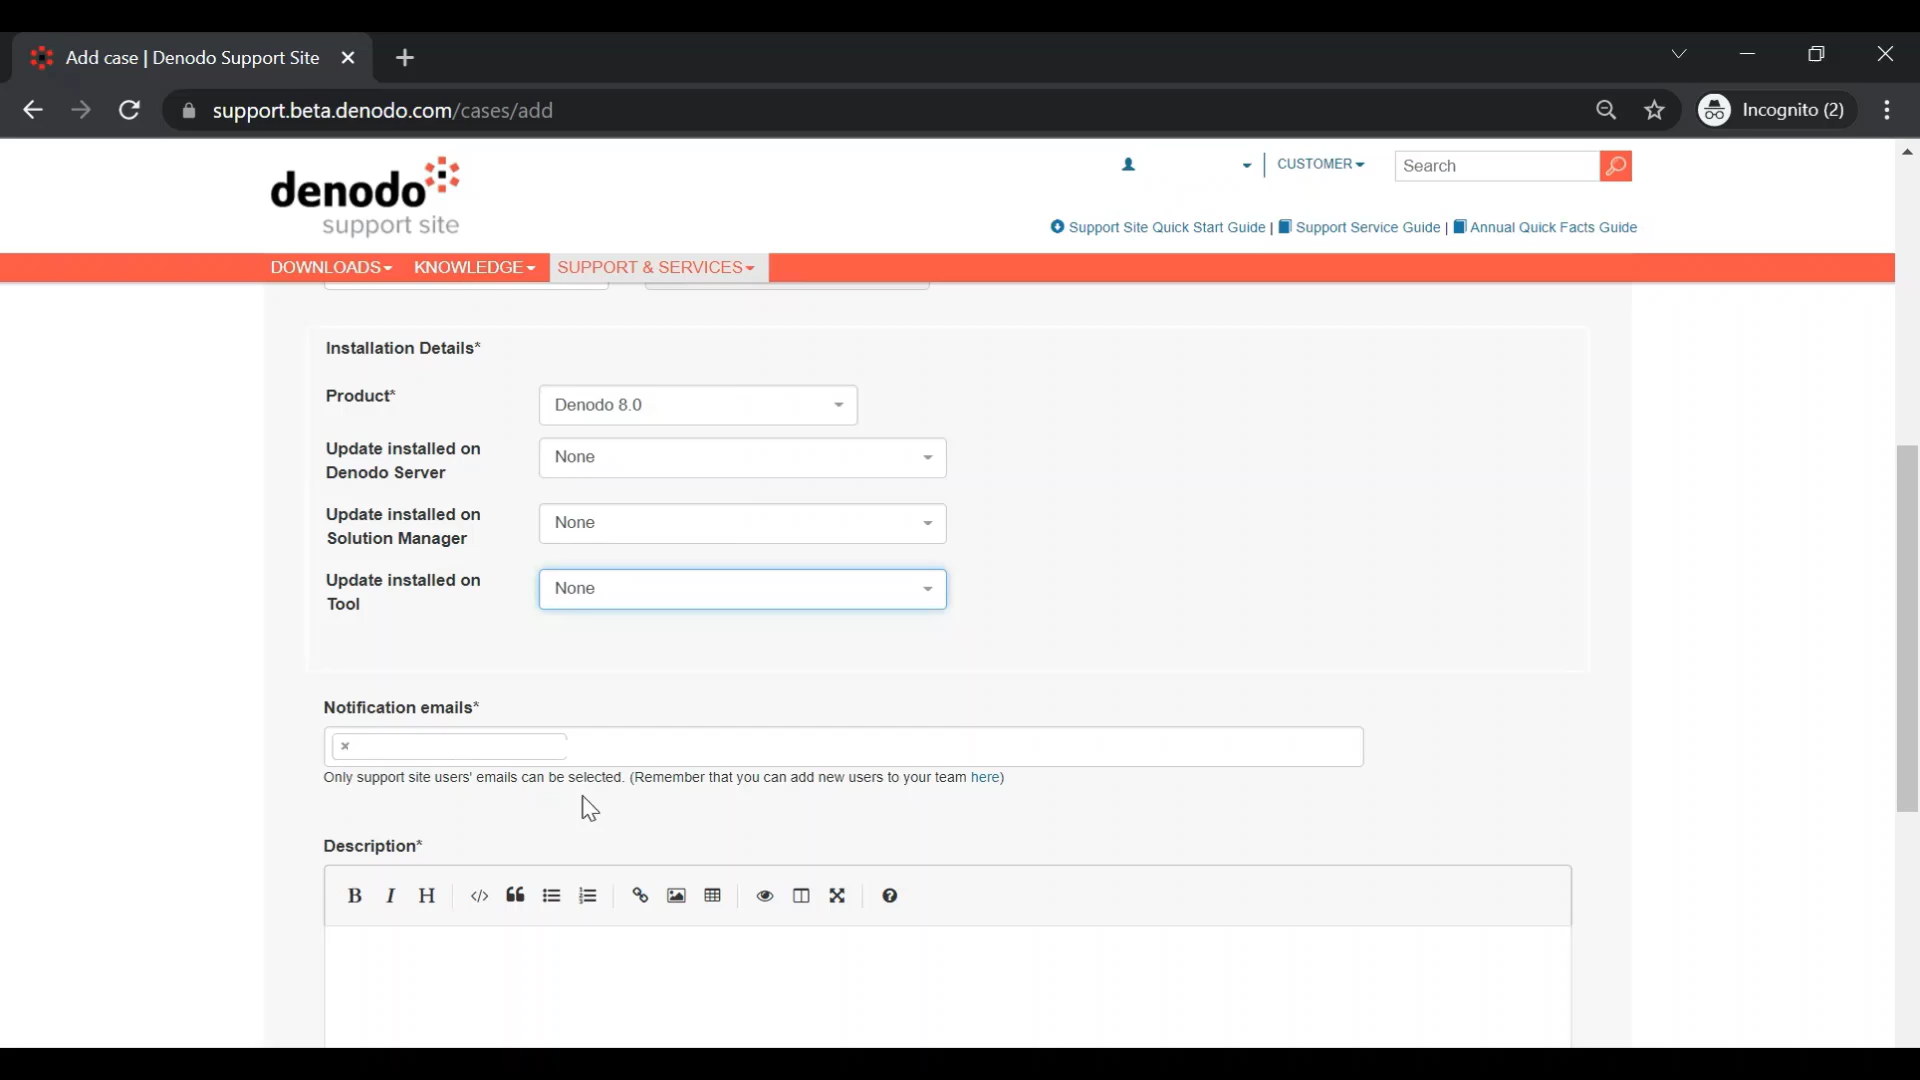 Add case | Denodo Support Site
support.beta.denodo.com/cases/add
Incognito (2)
denodo
support site
CUSTOMER
Search
Support Site Quick Start Guide | Support Service Guide | Annual Quick Facts Guide
DOWNLOADS KNOWLEDGE SUPPORT & SERVICES
Installation Details*
Product*
Denodo 8.0
Update installed on
Denodo Server
None
Update installed on
Solution Manager
None
Update installed on
Tool
None
Notification emails*
Only support site users' emails can be selected. (Remember that you can add new users to your team here)
Description*
B I H